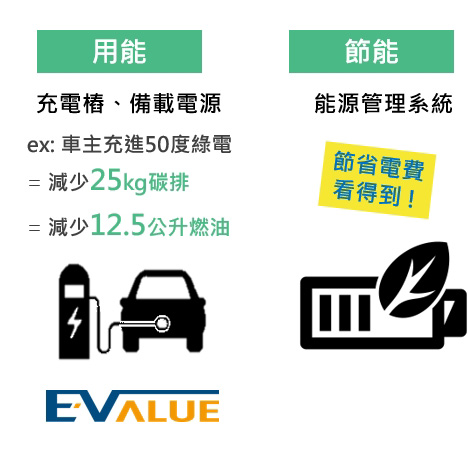 用能
充電樁、備載電源
ex: 車主充進50度綠電
= 減少25kg碳排
= 減少12.5公升燃油
EVALUE
節能
能源管理系統
節省電費
看得到！